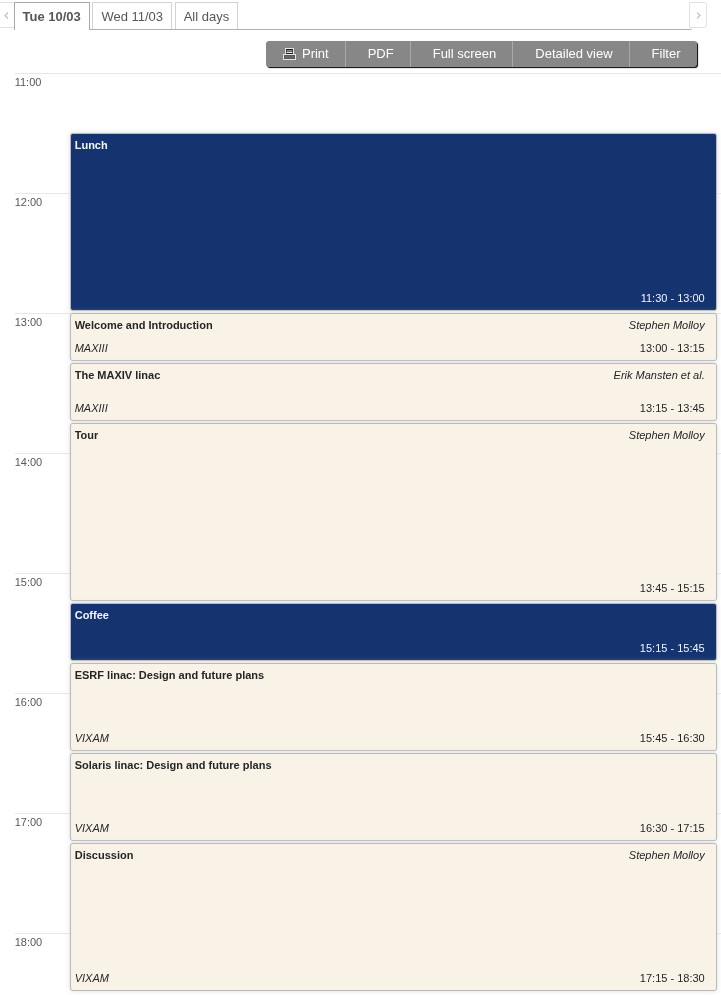 Tue 10/03 Wed 11/03 All days
Print PDF Full screen Detailed view Filter
11:00
Lunch
12:00
11:30 - 13:00
13:00
Welcome and Introduction Stephen Molloy
MAXIII 13:00 - 13:15
The MAXIV linac Erik Mansten et al.
MAXIII 13:15 - 13:45
Tour Stephen Molloy
14:00
15:00
13:45 - 15:15
Coffee
15:15 - 15:45
ESRF linac: Design and future plans
16:00
VIXAM 15:45 - 16:30
Solaris linac: Design and future plans
17:00
VIXAM 16:30 - 17:15
Discussion Stephen Molloy
18:00
VIXAM 17:15 - 18:30